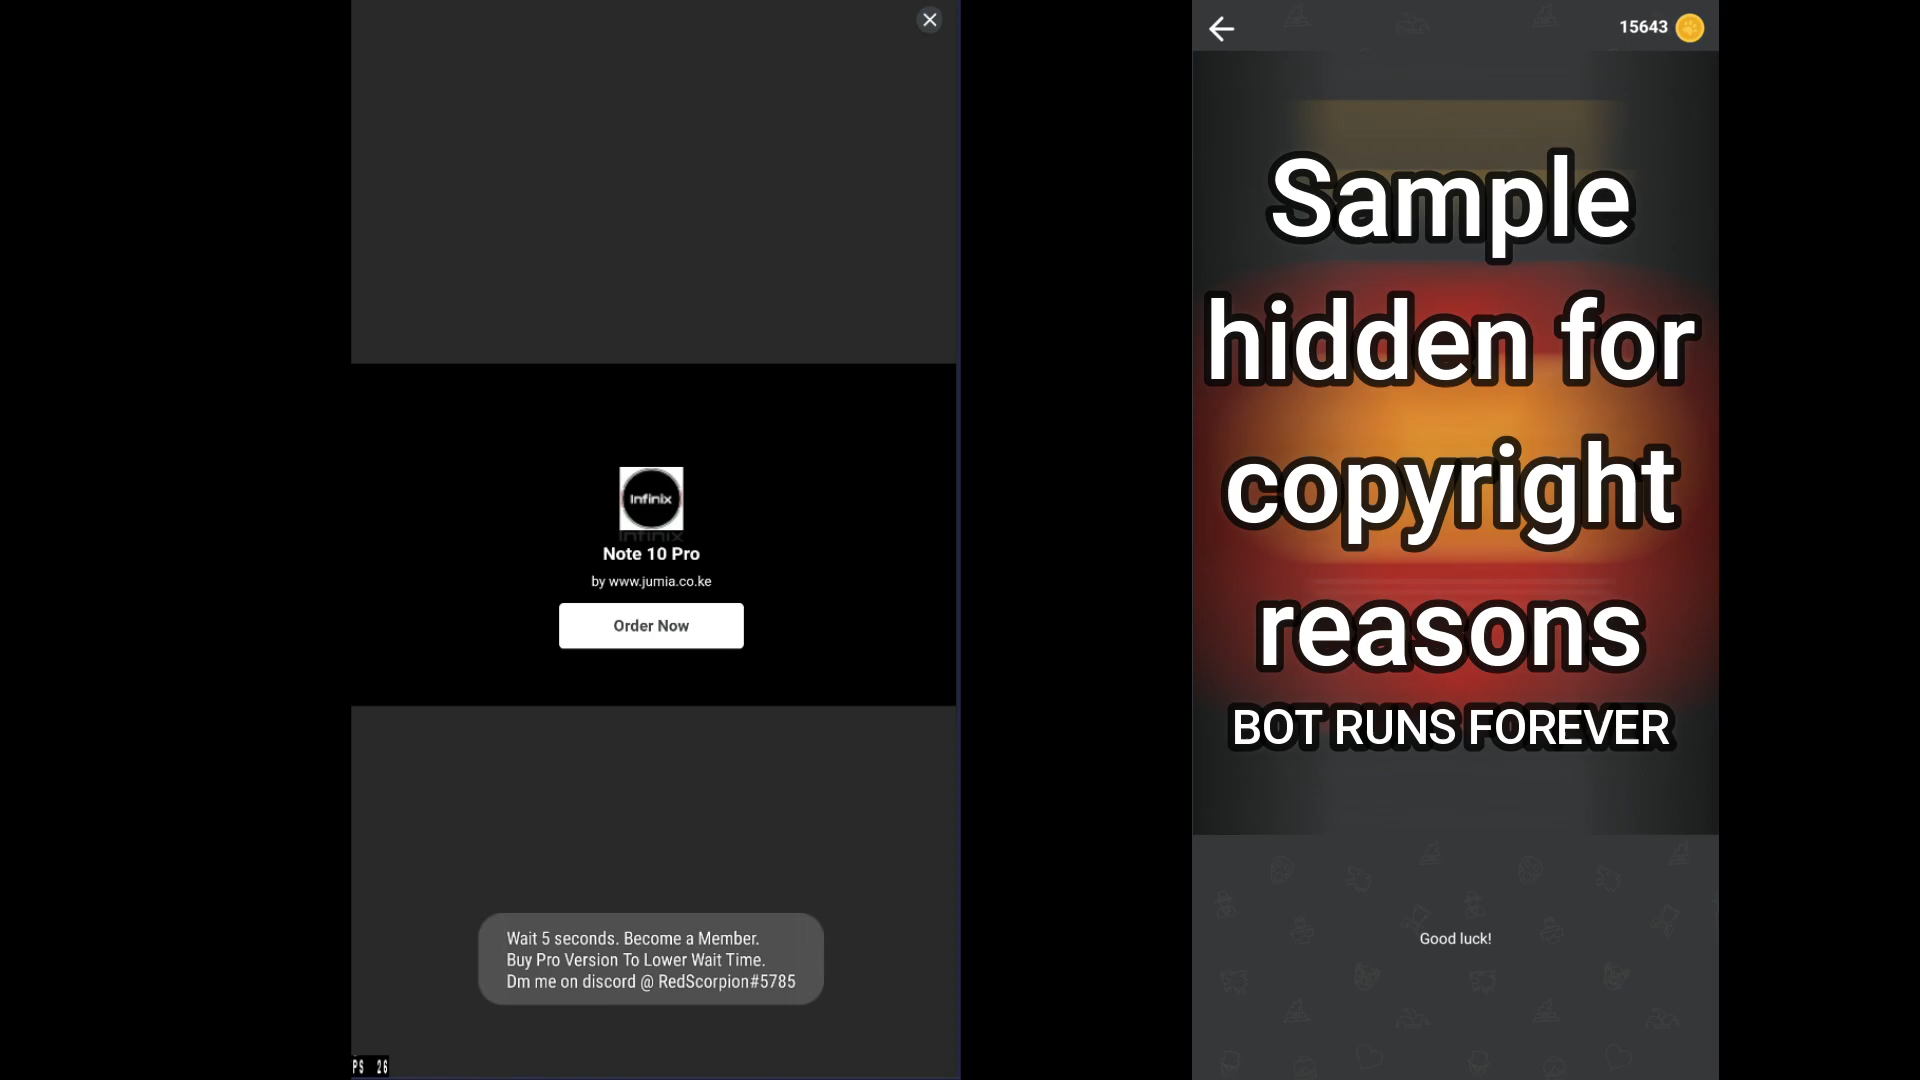 Infinix
Note 10 Pro
by www.jumia.co.ke
Order Now
Wait 5 seconds. Become a Member.
Buy Pro Version To Lower Wait Time.
Dm me on discord @ RedScorpion#5785
PS 26
15643
Sample
hidden for
copyright
reasons
BOT RUNS FOREVER
Good luck!